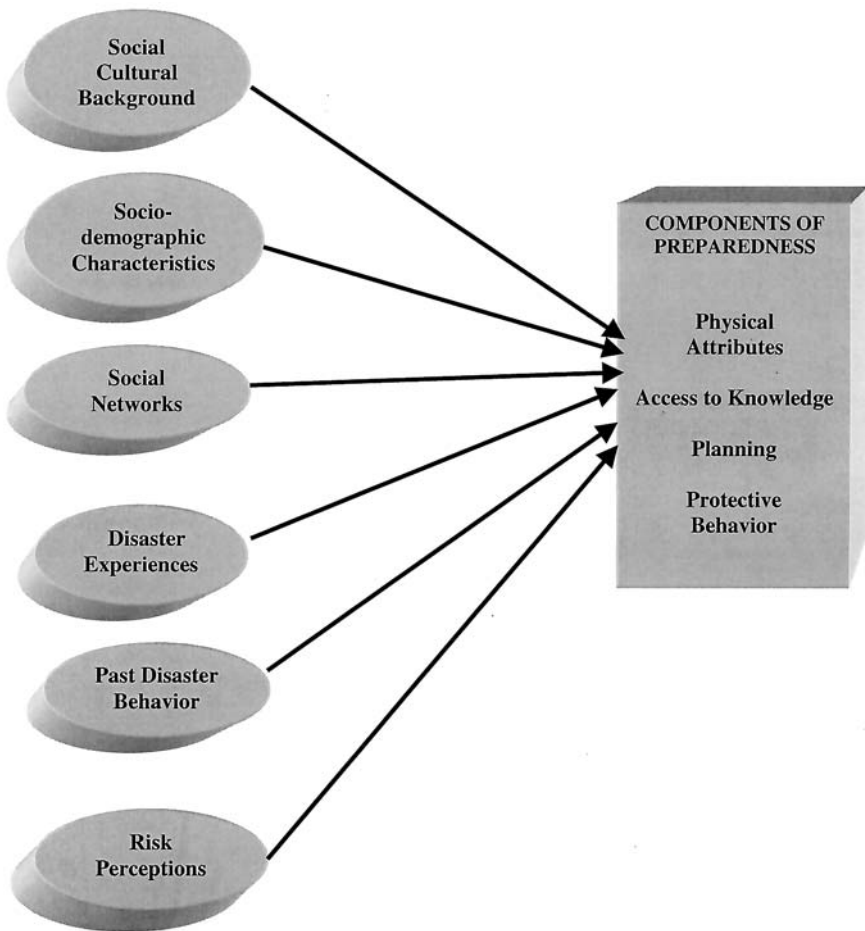 Social
Cultural
Background
Socio-
demographic
Characteristics
Social
Networks
Disaster
Experiences
Past Disaster
Behavior
Risk
Perceptions
COMPONENTS OF
PREPAREDNESS
Physical
Attributes
Access to Knowledge
Planning
Protective
Behavior